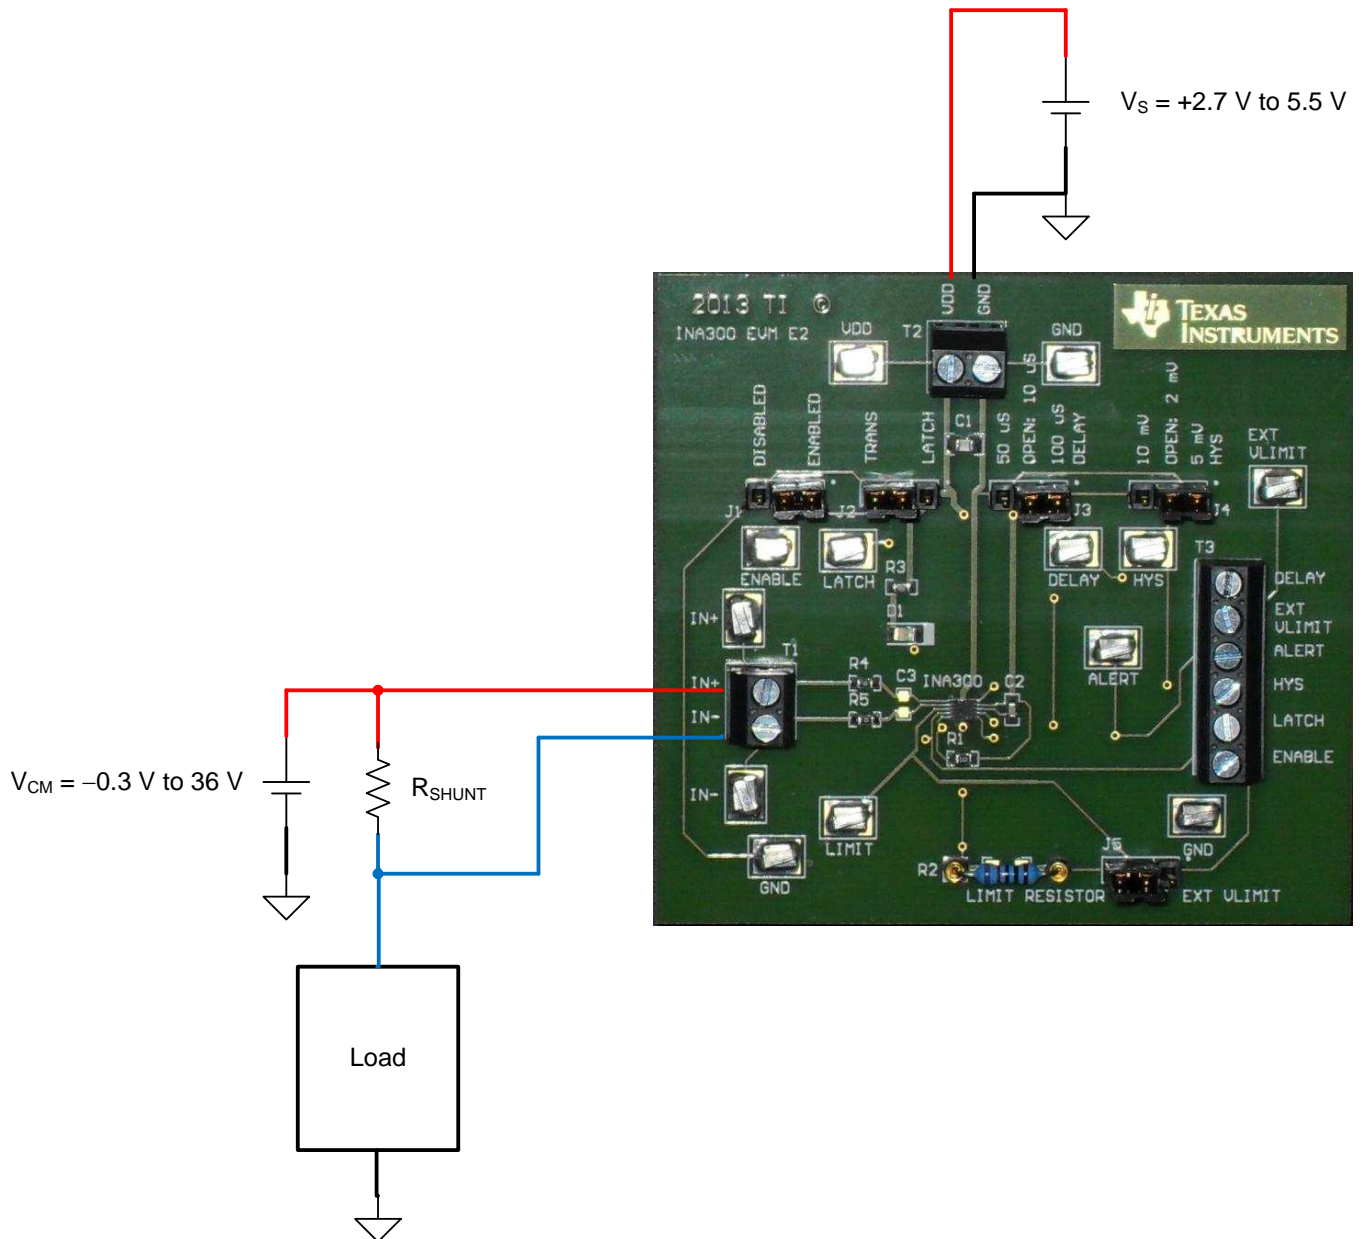 V_S = +2.7 V to 5.5 V
2013 TI ©
INA300 EVM E2
VDD
VDD
GND
T2
GND
TEXAS
INSTRUMENTS
DISABLED
ENABLED
TRANS
LATCH
C1
50 uS
OPEN: 10 uS
100 uS
DELAY
10 mV
OPEN: 2 mV
5 mV
HYS
EXT
VLIMIT
J1
J2
J3
J4
ENABLE
LATCH
DELAY
HYS
T3
R3
D1
IN+
T1
IN+
IN-
IN-
R4
R5
C3
INA300
C2
R1
ALERT
DELAY
EXT
VLIMIT
ALERT
HYS
LATCH
ENABLE
LIMIT
GND
GND
R2
LIMIT RESISTOR
J5
EXT VLIMIT
V_CM = −0.3 V to 36 V
R_SHUNT
Load